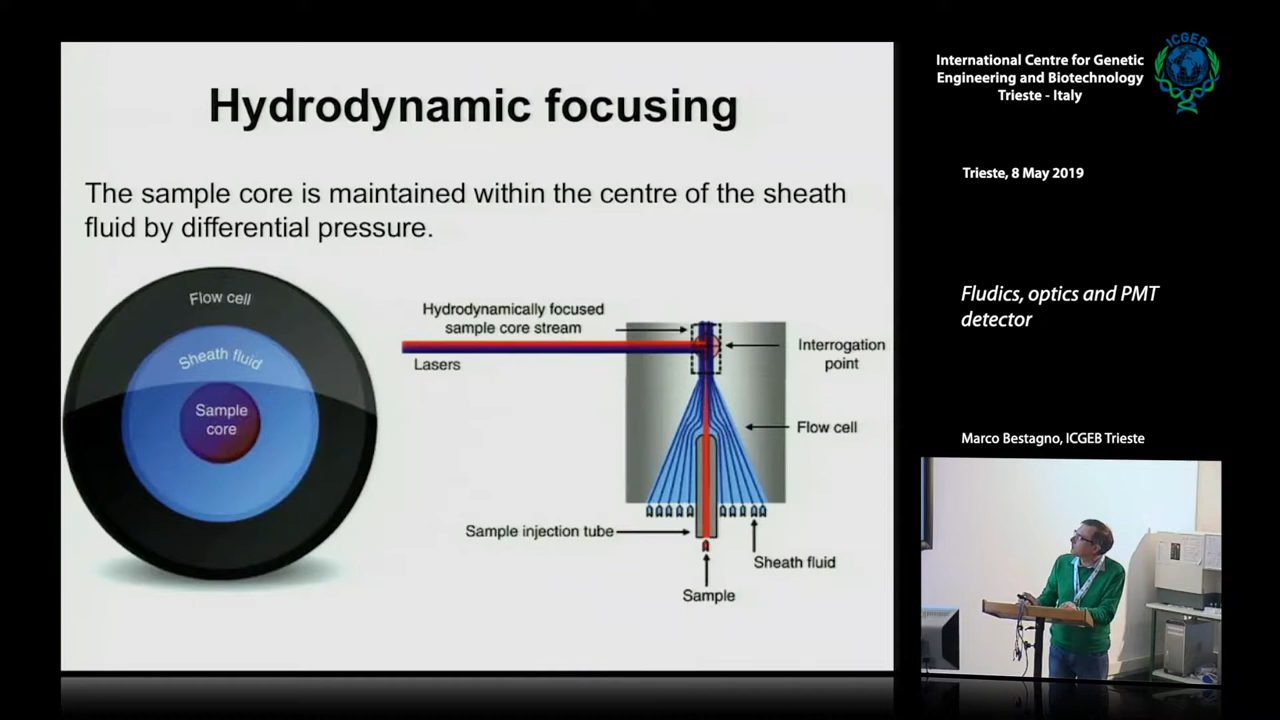 Hydrodynamic focusing
The sample core is maintained within the centre of the sheath
fluid by differential pressure.
Flow cell
Sheath fluid
Sample
core
Hydrodynamically focused
sample core stream
Lasers
Interrogation
point
Flow cell
Sample injection tube
Sheath fluid
Sample
International Centre for Genetic
Engineering and Biotechnology
Trieste - Italy
ICGEB
Trieste, 8 May 2019
Fludics, optics and PMT
detector
Marco Bestagno, ICGEB Trieste